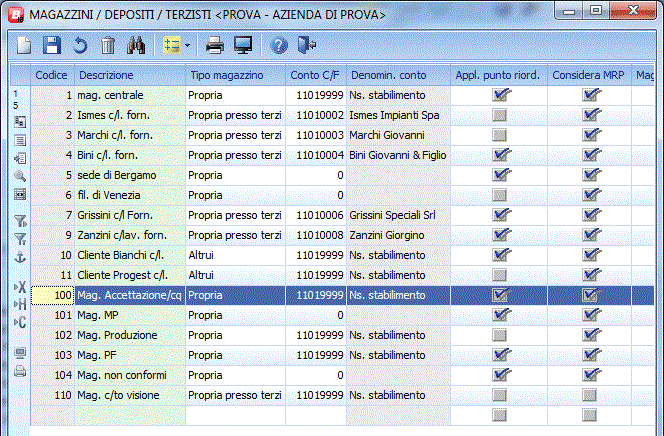 MAGAZZINI / DEPOSITI / TERZISTI <PROVA - AZIENDA DI PROVA>
Codice Descrizione Tipo magazzino Conto C/F Denomin. conto Appl. punto riord. Considera MRP Mag
1 mag. centrale Propria 11019999 Ns. stabilimento
2 Ismes c/l. forn. Propria presso terzi 11010002 Ismes Impianti Spa
3 Marchi c/l. forn. Propria presso terzi 11010003 Marchi Giovanni
4 Bini c/l. forn. Propria presso terzi 11010004 Bini Giovanni & Figlio
5 sede di Bergamo Propria 0
6 fil. di Venezia Propria 0
7 Grissini c/l Forn. Propria presso terzi 11010006 Grissini Speciali Srl
9 Zanzini c/lav. forn. Propria presso terzi 11010008 Zanzini Giorgino
10 Cliente Bianchi c/l. Altrui 11019999 Ns. stabilimento
11 Cliente Progest c/l. Altrui 11019999 Ns. stabilimento
100 Mag. Accettazione/cq Propria 11019999 Ns. stabilimento
101 Mag. MP Propria 0
102 Mag. Produzione Propria 11019999 Ns. stabilimento
103 Mag. PF Propria 11019999 Ns. stabilimento
104 Mag. non conformi Propria 0
110 Mag. c/to visione Propria presso terzi 11019999 Ns. stabilimento
1
5
X
H
C